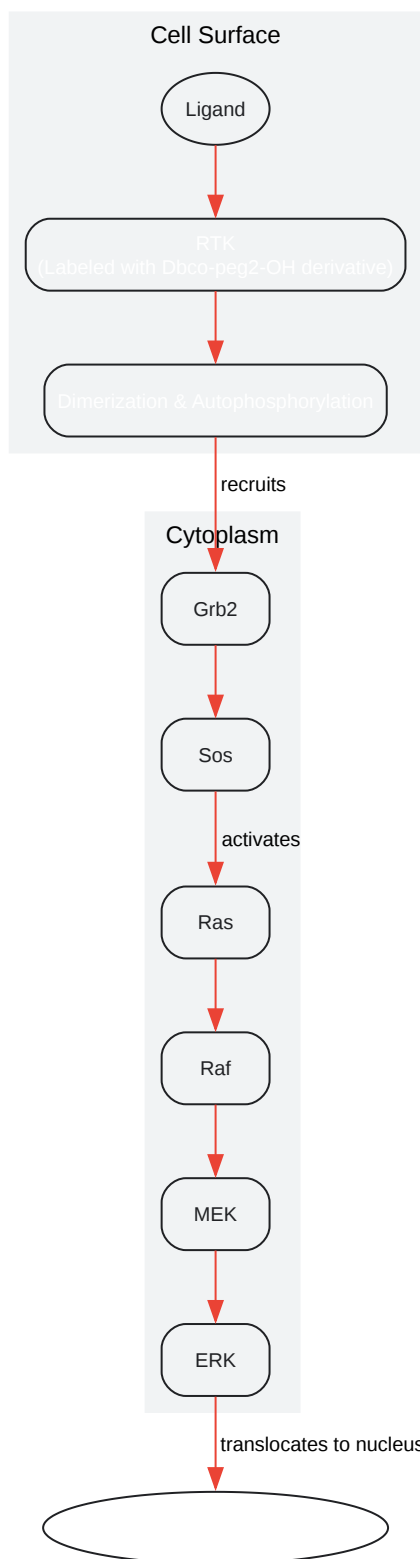 Cell Surface
Ligand
RTK
(Labeled with Dbco-peg2-OH derivative)
Dimerization & Autophosphorylation
recruits
Cytoplasm
Grb2
Sos
activates
Ras
Raf
MEK
ERK
translocates to nucleus